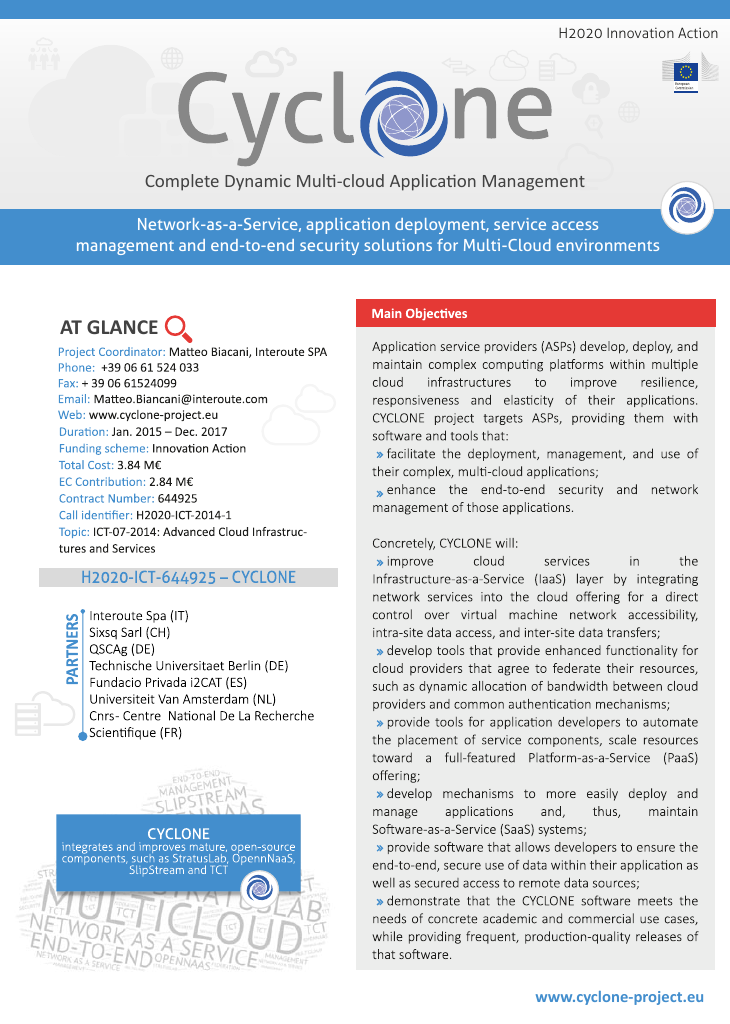 H2020 Innovation Action
European
Commission
Cyclone
Complete Dynamic Multi-cloud Application Management
Network-as-a-Service, application deployment, service access
management and end-to-end security solutions for Multi-Cloud environments
AT GLANCE
Project Coordinator: Matteo Biacani, Interoute SPA
Phone: +39 06 61 524 033
Fax: + 39 06 61524099
Email: Matteo.Biancani@interoute.com
Web: www.cyclone-project.eu
Duration: Jan. 2015 – Dec. 2017
Funding scheme: Innovation Action
Total Cost: 3.84 M€
EC Contribution: 2.84 M€
Contract Number: 644925
Call identifier: H2020-ICT-2014-1
Topic: ICT-07-2014: Advanced Cloud Infrastruc-
tures and Services
H2020-ICT-644925 – CYCLONE
PARTNERS
Interoute Spa (IT)
Sixsq Sarl (CH)
QSCAg (DE)
Technische Universitaet Berlin (DE)
Fundacio Privada i2CAT (ES)
Universiteit Van Amsterdam (NL)
Cnrs- Centre National De La Recherche
Scientifique (FR)
END-TO-END
MANAGEMENT
SLIPSTREAM
CYCLONE
integrates and improves mature, open-source
components, such as StratusLab, OpennNaaS,
SlipStream and TCT
MULTICLOUD
TCT
NETWORK AS A SERVICE
END-TO-END
OPENNAAS
Main Objectives
Application service providers (ASPs) develop, deploy, and
maintain complex computing platforms within multiple
cloud infrastructures to improve resilience,
responsiveness and elasticity of their applications.
CYCLONE project targets ASPs, providing them with
software and tools that:
» facilitate the deployment, management, and use of
their complex, multi-cloud applications;
» enhance the end-to-end security and network
management of those applications.
Concretely, CYCLONE will:
» improve cloud services in the
Infrastructure-as-a-Service (IaaS) layer by integrating
network services into the cloud offering for a direct
control over virtual machine network accessibility,
intra-site data access, and inter-site data transfers;
» develop tools that provide enhanced functionality for
cloud providers that agree to federate their resources,
such as dynamic allocation of bandwidth between cloud
providers and common authentication mechanisms;
» provide tools for application developers to automate
the placement of service components, scale resources
toward a full-featured Platform-as-a-Service (PaaS)
offering;
» develop mechanisms to more easily deploy and
manage applications and, thus, maintain
Software-as-a-Service (SaaS) systems;
» provide software that allows developers to ensure the
end-to-end, secure use of data within their application as
well as secured access to remote data sources;
» demonstrate that the CYCLONE software meets the
needs of concrete academic and commercial use cases,
while providing frequent, production-quality releases of
that software.
www.cyclone-project.eu